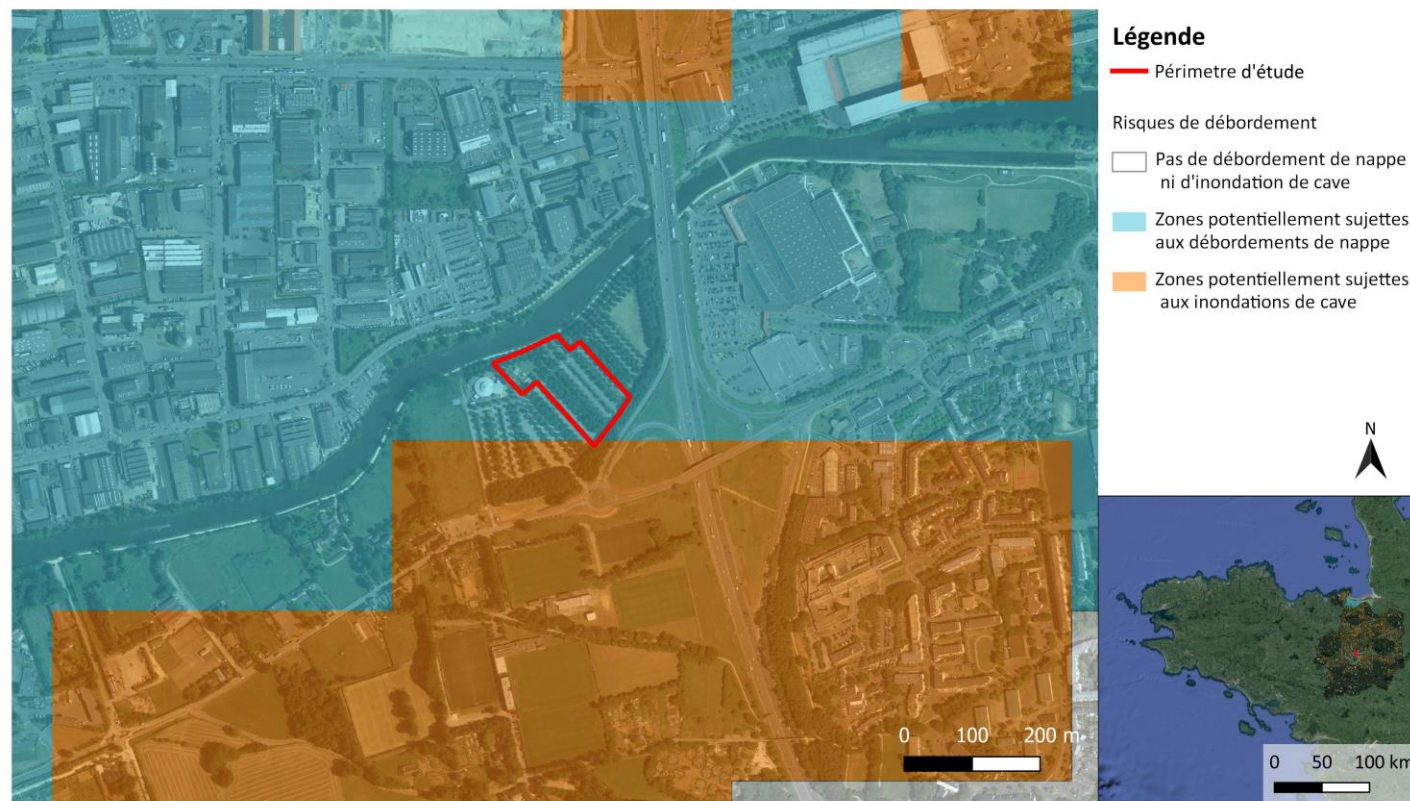 Légende
Périmetre d'étude
Risques de débordement
Pas de débordement de nappe
ni d'inondation de cave
Zones potentiellement sujettes
aux débordements de nappe
Zones potentiellement sujettes
aux inondations de cave
N
0 100 200 m
0 50 100 km